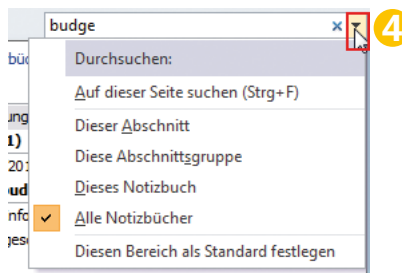 budge
4
Durchsuchen:
Auf dieser Seite suchen (Strg+F)
Dieser Abschnitt
Diese Abschnittsgruppe
Dieses Notizbuch
Alle Notizbücher
Diesen Bereich als Standard festlegen